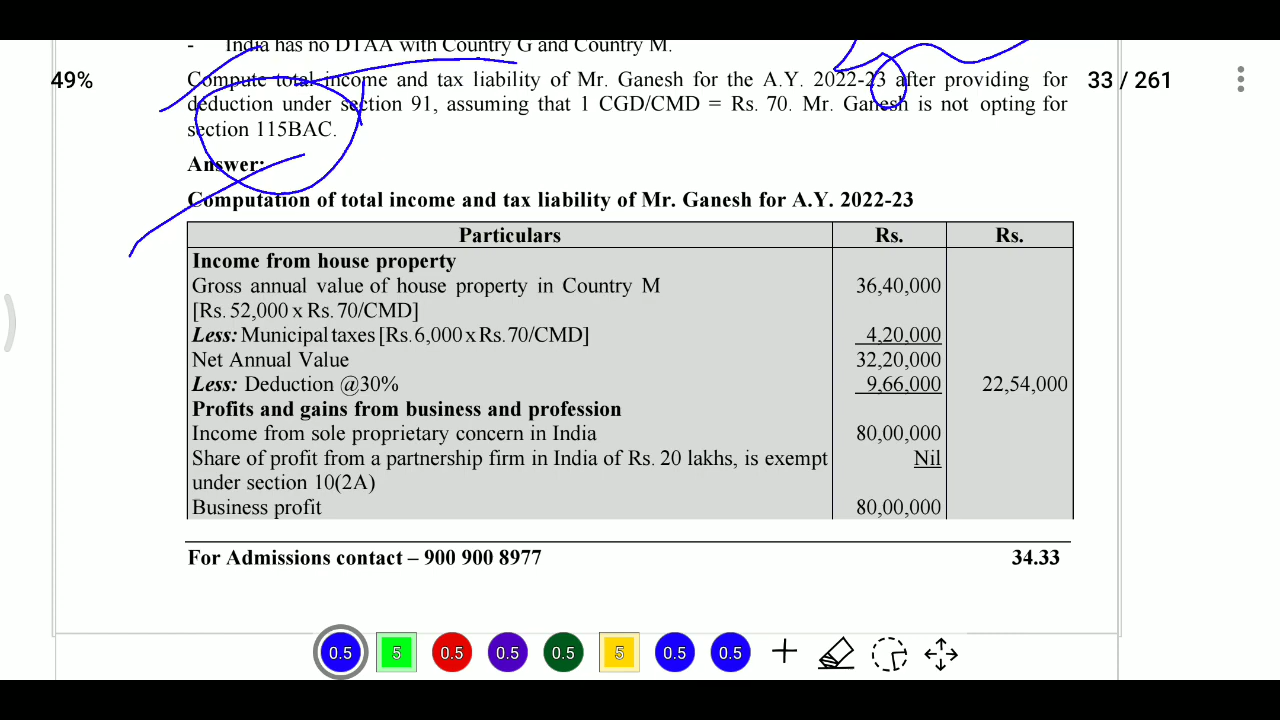 - India has no DTAA with Country G and Country M.
49%
Compute total income and tax liability of Mr. Ganesh for the A.Y. 2022-23 after providing for
33 / 261
deduction under section 91, assuming that 1 CGD/CMD = Rs. 70. Mr. Ganesh is not opting for
section 115BAC.
Answer:
Computation of total income and tax liability of Mr. Ganesh for A.Y. 2022-23
Particulars Rs. Rs.
Income from house property
Gross annual value of house property in Country M 36,40,000
[Rs. 52,000 x Rs. 70/CMD]
Less: Municipal taxes [Rs. 6,000 x Rs. 70/CMD] 4,20,000
Net Annual Value 32,20,000
Less: Deduction @30% 9,66,000 22,54,000
Profits and gains from business and profession
Income from sole proprietary concern in India 80,00,000
Share of profit from a partnership firm in India of Rs. 20 lakhs, is exempt Nil
under section 10(2A)
Business profit 80,00,000
For Admissions contact – 900 900 8977 34.33
0.5 5 0.5 0.5 0.5 5 0.5 0.5